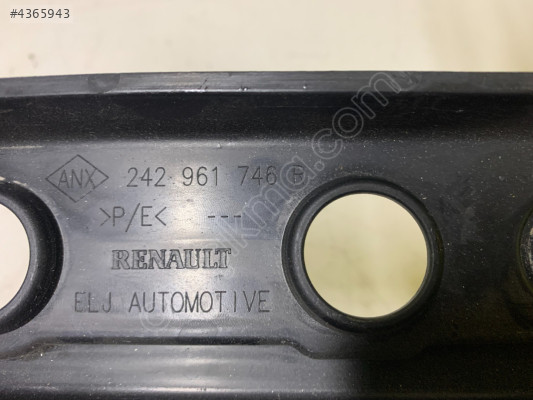 #4365943
ANX 242 961 746 R
>P/E< ---
RENAULT
ELJ AUTOMOTIVE